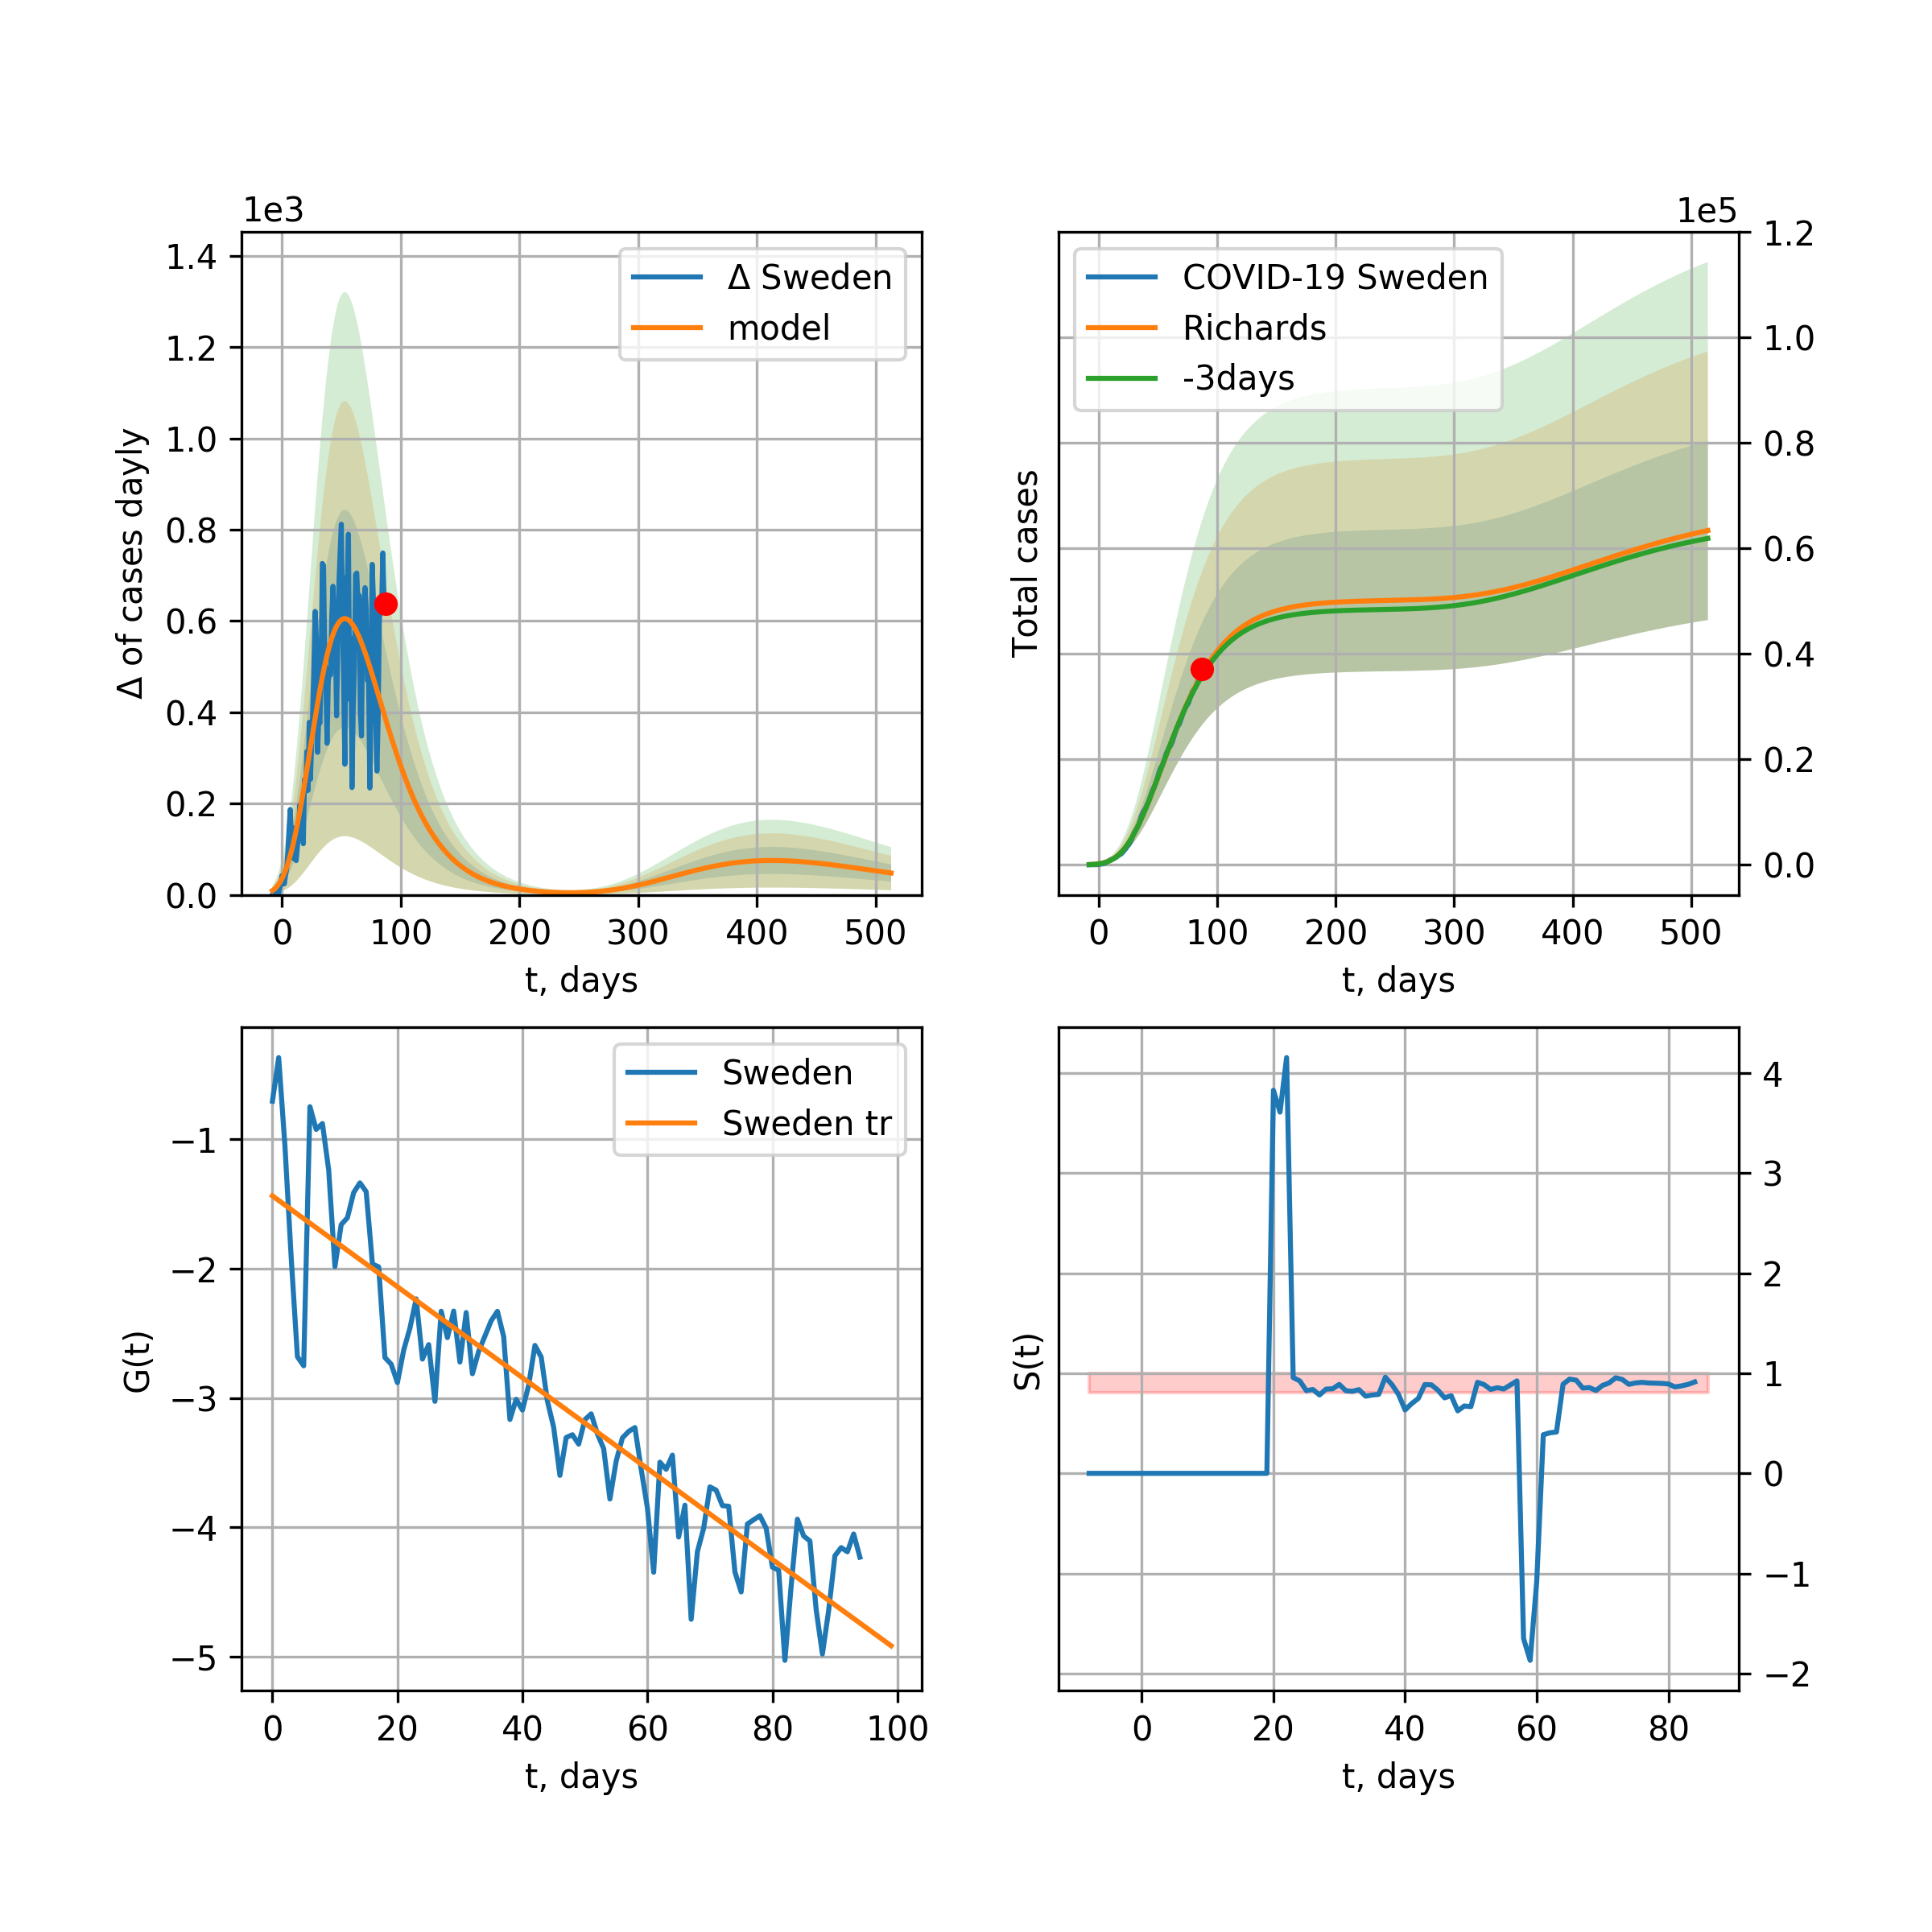 1e3
Δ of cases dayly
1.4
1.2
1.0
0.8
0.6
0.4
0.2
0.0
Δ Sweden
model
0 100 200 300 400 500
t, days
1e5
Total cases
COVID-19 Sweden
Richards
-3days
1.2
1.0
0.8
0.6
0.4
0.2
0.0
0 100 200 300 400 500
t, days
G(t)
−1
−2
−3
−4
−5
Sweden
Sweden tr
0 20 40 60 80 100
t, days
S(t)
4
3
2
1
0
−1
−2
0 20 40 60 80
t, days